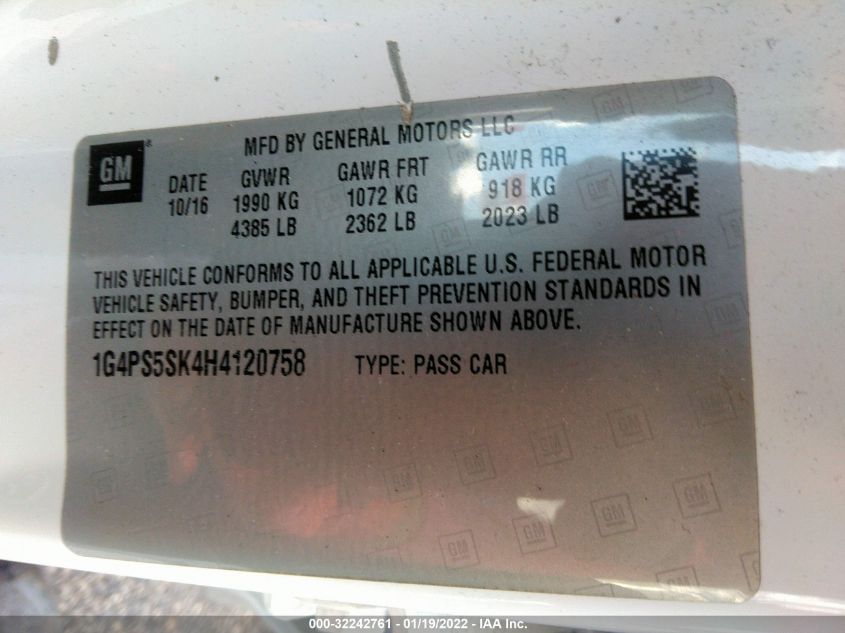 MFD BY GENERAL MOTORS LLC
GM
DATE GVWR GAWR FRT GAWR RR
10/16 1990 KG 1072 KG 918 KG
4385 LB 2362 LB 2023 LB
THIS VEHICLE CONFORMS TO ALL APPLICABLE U.S. FEDERAL MOTOR
VEHICLE SAFETY, BUMPER, AND THEFT PREVENTION STANDARDS IN
EFFECT ON THE DATE OF MANUFACTURE SHOWN ABOVE.
1G4PS5SK4H4120758 TYPE: PASS CAR
000-32242761 - 01/19/2022 - IAA Inc.